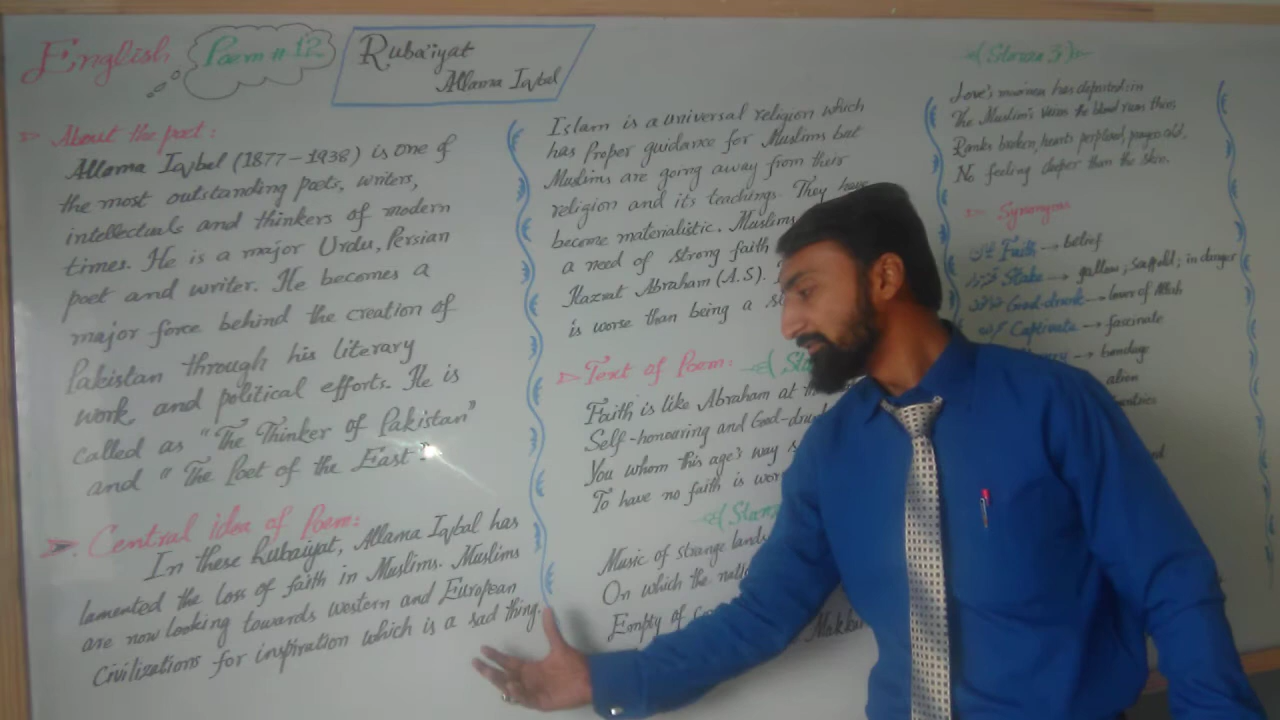 English
Poem # 12
Ruba'iyat
Allama Iqbal
About the poet:
Allama Iqbal (1877-1938) is one of
the most outstanding poets, writers,
intellectuals and thinkers of modern
times. He is a major Urdu, Persian
poet and writer. He becomes a
major force behind the creation of
Pakistan through his literary
work and political efforts. He is
called as "The Thinker of Pakistan"
and "The Poet of the East"
Central idea of Poem:
In these Rubaiyat, Allama Iqbal has
lamented the loss of faith in Muslims. Muslims
are now looking towards western and European
Civilizations for inspiration which is a sad thing.
Islam is a universal religion which
has Proper guidance for Muslims but
Muslims are going away from their
religion and its teachings. They have
become materialistic. Muslims
a need of strong faith
Hazrat Abraham (A.S).
is worse than being a
Text of Poem:
Faith is like Abraham at the
Self-honouring and God-drunk
You whom this age's way
To have no faith is
Music of strange lands
On which the
Empty of
Makkin
(Stanza 3)
Love's madness has departed: in
The Muslim's veins the blood runs thin;
Ranks broken, hearts perplexed, prayers cold,
No feeling deeper than the skin.
Synonyms
Faith → belief
Stake → gallow, scaffold, in danger
God-drunk → lover of Allah
Captivate → fascinate
→ bondage
alien